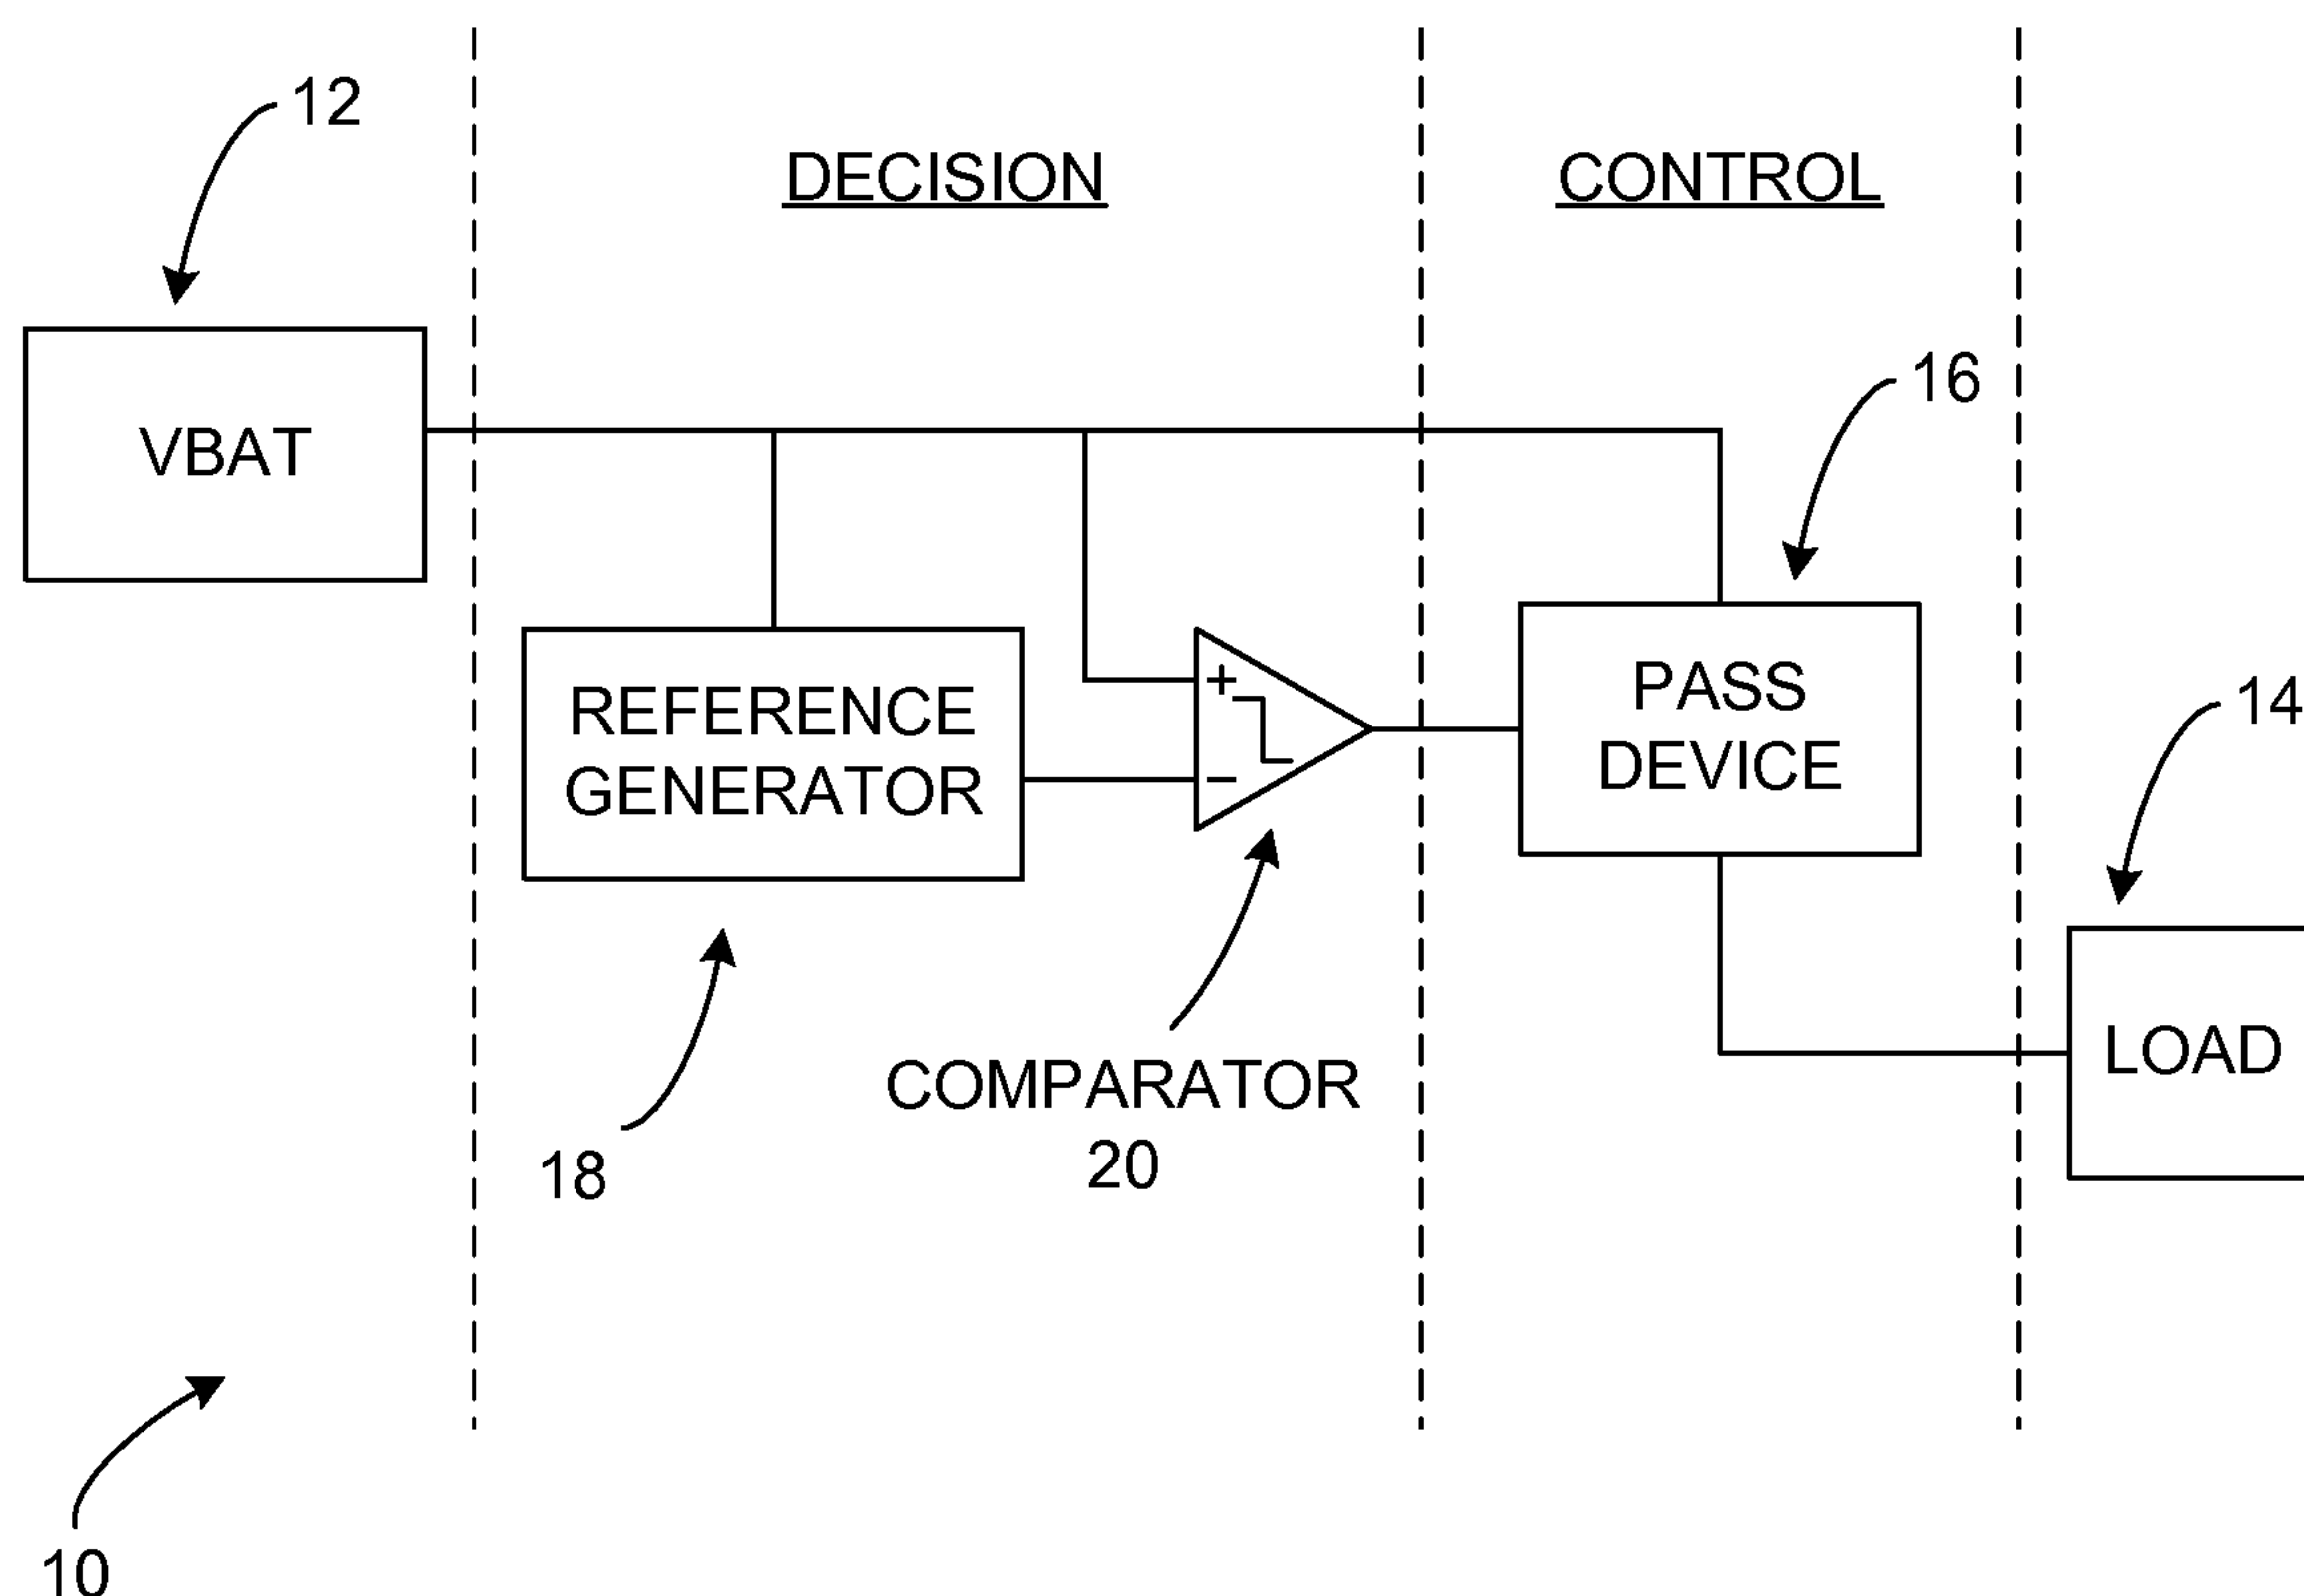 12
DECISION
CONTROL
16
VBAT
PASS
DEVICE
14
REFERENCE
GENERATOR
+
−
LOAD
COMPARATOR
20
18
10